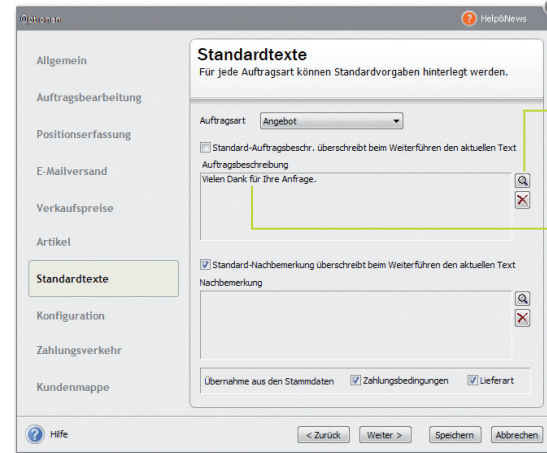 Optionen
Help&News
Allgemein
Auftragsbearbeitung
Positionserfassung
E-Mailversand
Verkaufspreise
Artikel
Standardtexte
Konfiguration
Zahlungsverkehr
Kundenmappe
Standardtexte
Für jede Auftragsart können Standardvorgaben hinterlegt werden.
Auftragsart Angebot
Standard-Auftragsbeschr. überschreibt beim Weiterführen den aktuellen Text
Auftragsbeschreibung
Vielen Dank für Ihre Anfrage.
Standard-Nachbemerkung überschreibt beim Weiterführen den aktuellen Text
Nachbemerkung
Übernahme aus den Stammdaten Zahlungsbedingungen Lieferart
Hilfe < Zurück Weiter > Speichern Abbrechen